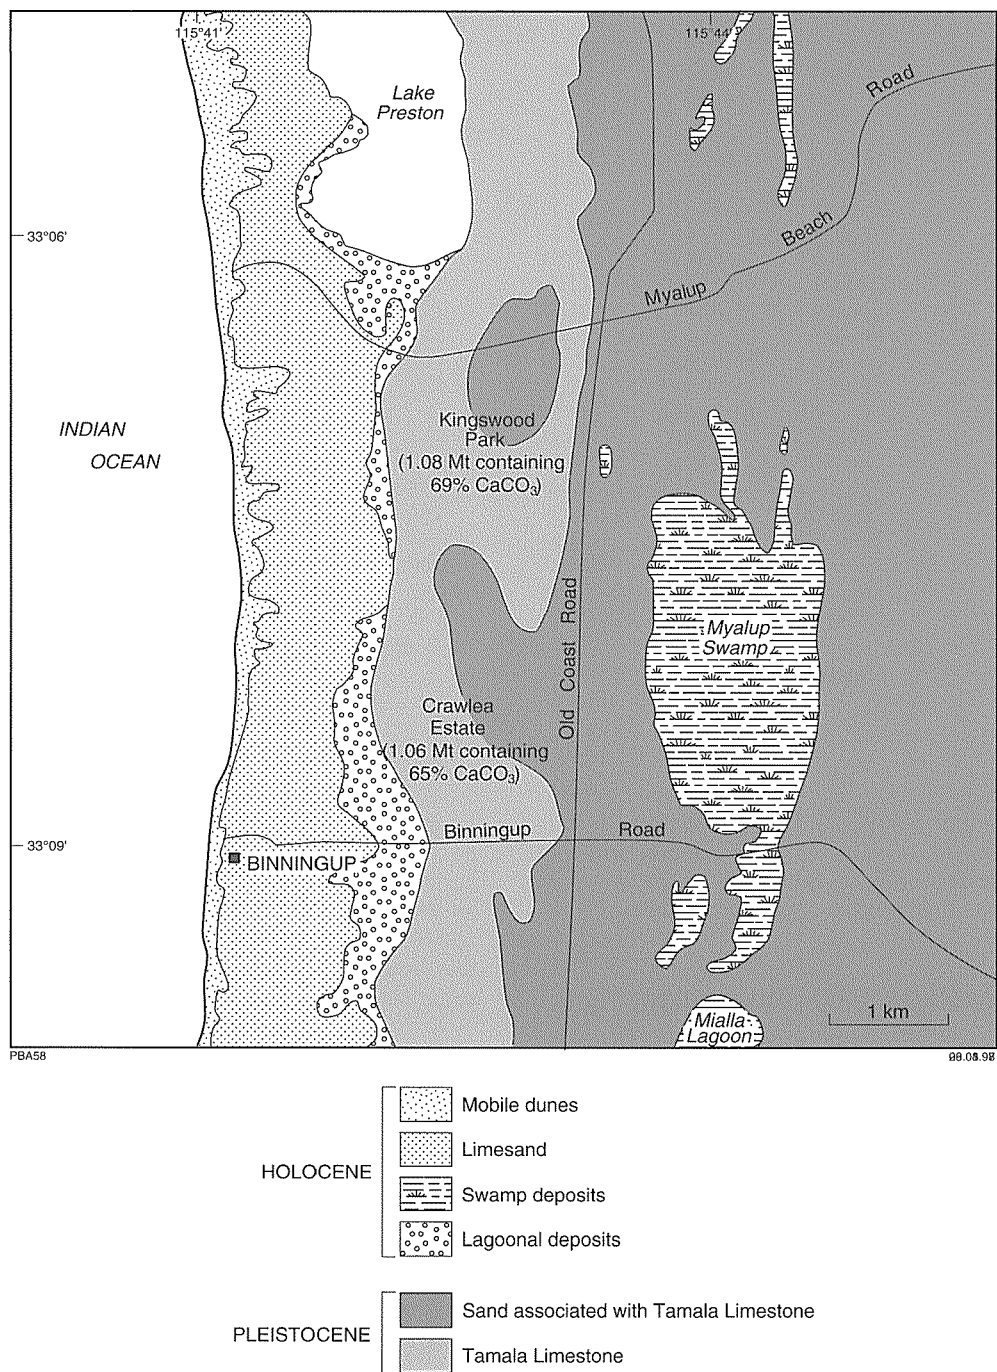 115°41'
115°44'
Lake
Preston
Road
Beach
33°06'
Myalup
INDIAN
OCEAN
Kingswood
Park
(1.08 Mt containing
69% CaCO₃)
Old Coast Road
Myalup
Swamp
Crawlea
Estate
(1.06 Mt containing
65% CaCO₃)
Binningup Road
33°09'
BINNINGUP
1 km
Mialla
Lagoon
PBA58
HOLOCENE
Mobile dunes
Limesand
Swamp deposits
Lagoonal deposits
PLEISTOCENE
Sand associated with Tamala Limestone
Tamala Limestone